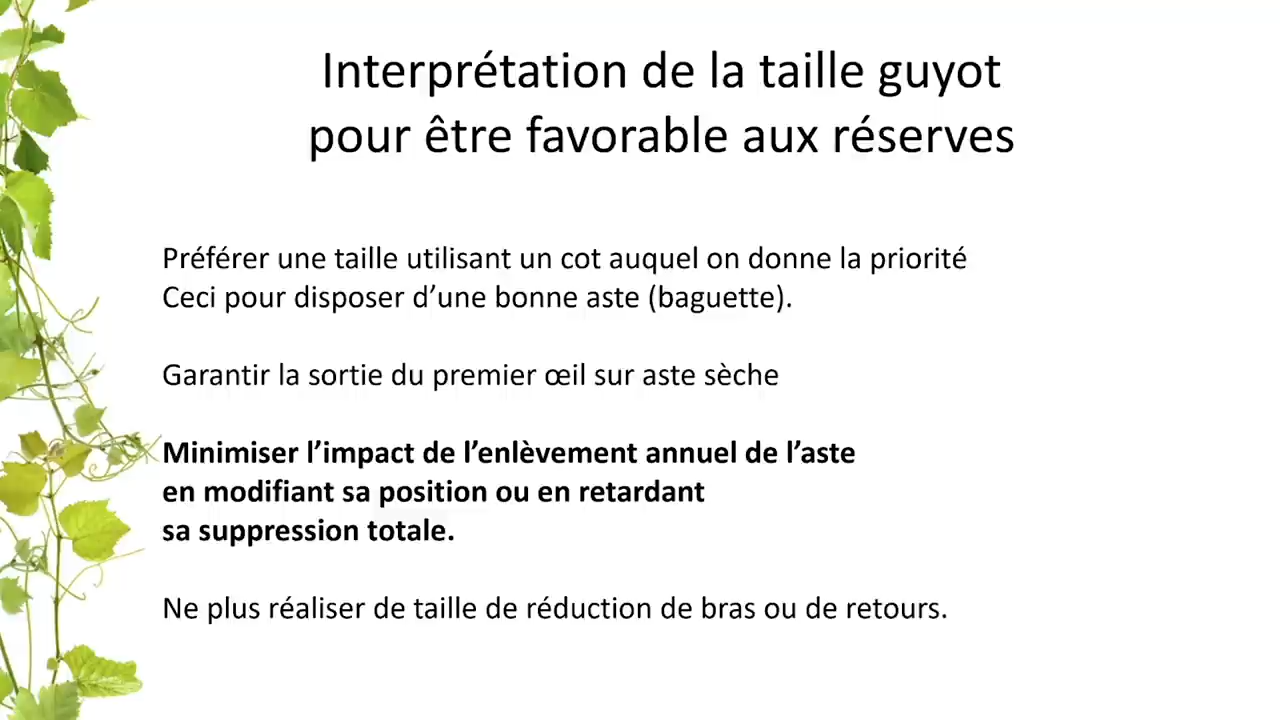 Interprétation de la taille guyot
pour être favorable aux réserves
Préférer une taille utilisant un cot auquel on donne la priorité
Ceci pour disposer d’une bonne aste (baguette).
Garantir la sortie du premier œil sur aste sèche
Minimiser l’impact de l’enlèvement annuel de l’aste
en modifiant sa position ou en retardant
sa suppression totale.
Ne plus réaliser de taille de réduction de bras ou de retours.